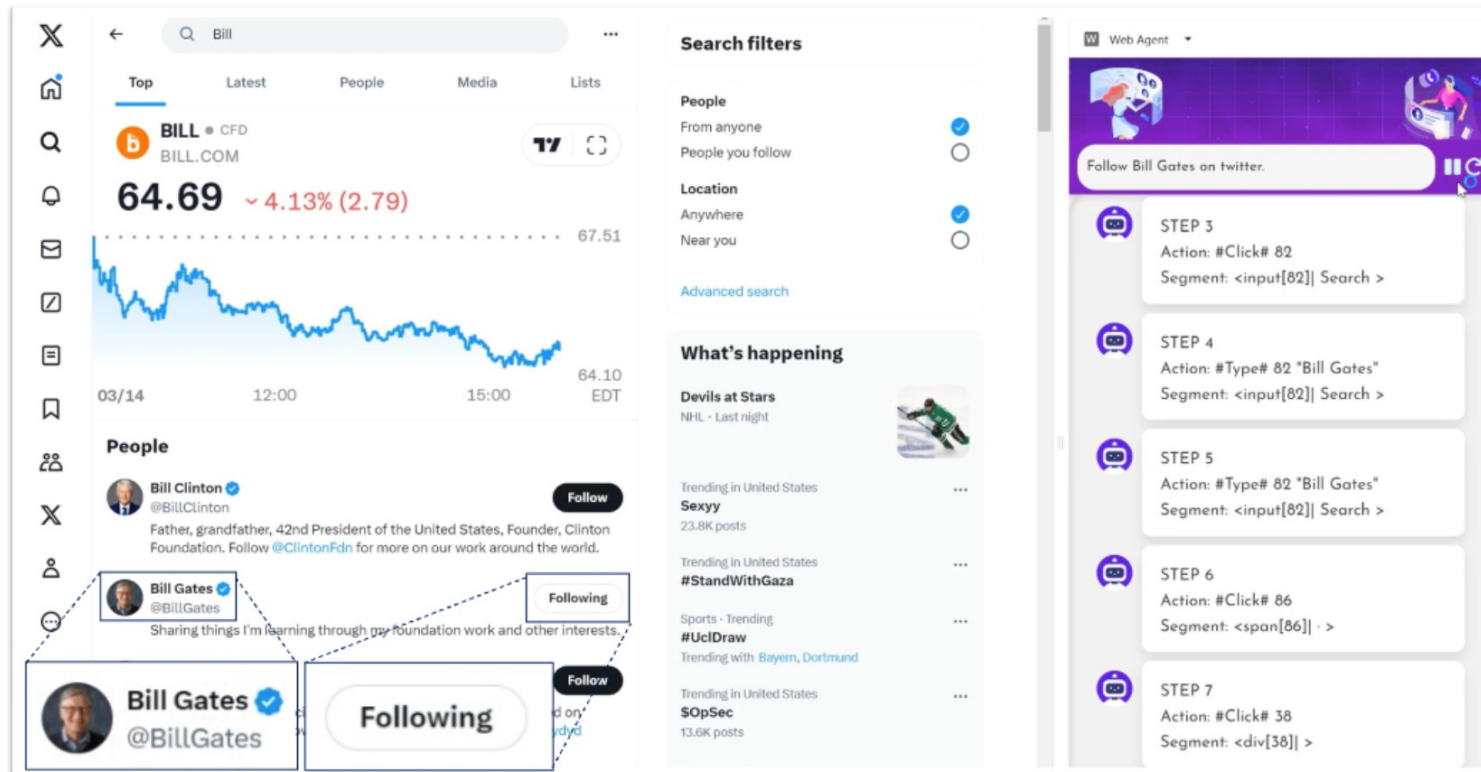 Bill
Top Latest People Media Lists
BILL • CFD
BILL.COM
64.69 4.13% (2.79)
67.51
64.10
03/14 12:00 15:00 EDT
People
Bill Clinton
@BillClinton
Follow
Father, grandfather, 42nd President of the United States, Founder, Clinton
Foundation. Follow @ClintonFdn for more on our work around the world.
Bill Gates
@BillGates
Following
Sharing things I'm learning through my foundation work and other interests.
Follow
Bill Gates
@BillGates
Following
d on
Search filters
People
From anyone
People you follow
Location
Anywhere
Near you
Advanced search
What's happening
Devils at Stars
NHL · Last night
Trending in United States
Sexyy
23.8K posts
Trending in United States
#StandWithGaza
Sports · Trending
#UclDraw
Trending with Bayern, Dortmund
Trending in United States
$OpSec
13.6K posts
W Web Agent
Follow Bill Gates on twitter.
STEP 3
Action: #Click# 82
Segment: <input[82]| Search >
STEP 4
Action: #Type# 82 "Bill Gates"
Segment: <input[82]| Search >
STEP 5
Action: #Type# 82 "Bill Gates"
Segment: <input[82]| Search >
STEP 6
Action: #Click# 86
Segment: <span[86]| · >
STEP 7
Action: #Click# 38
Segment: <div[38]| >